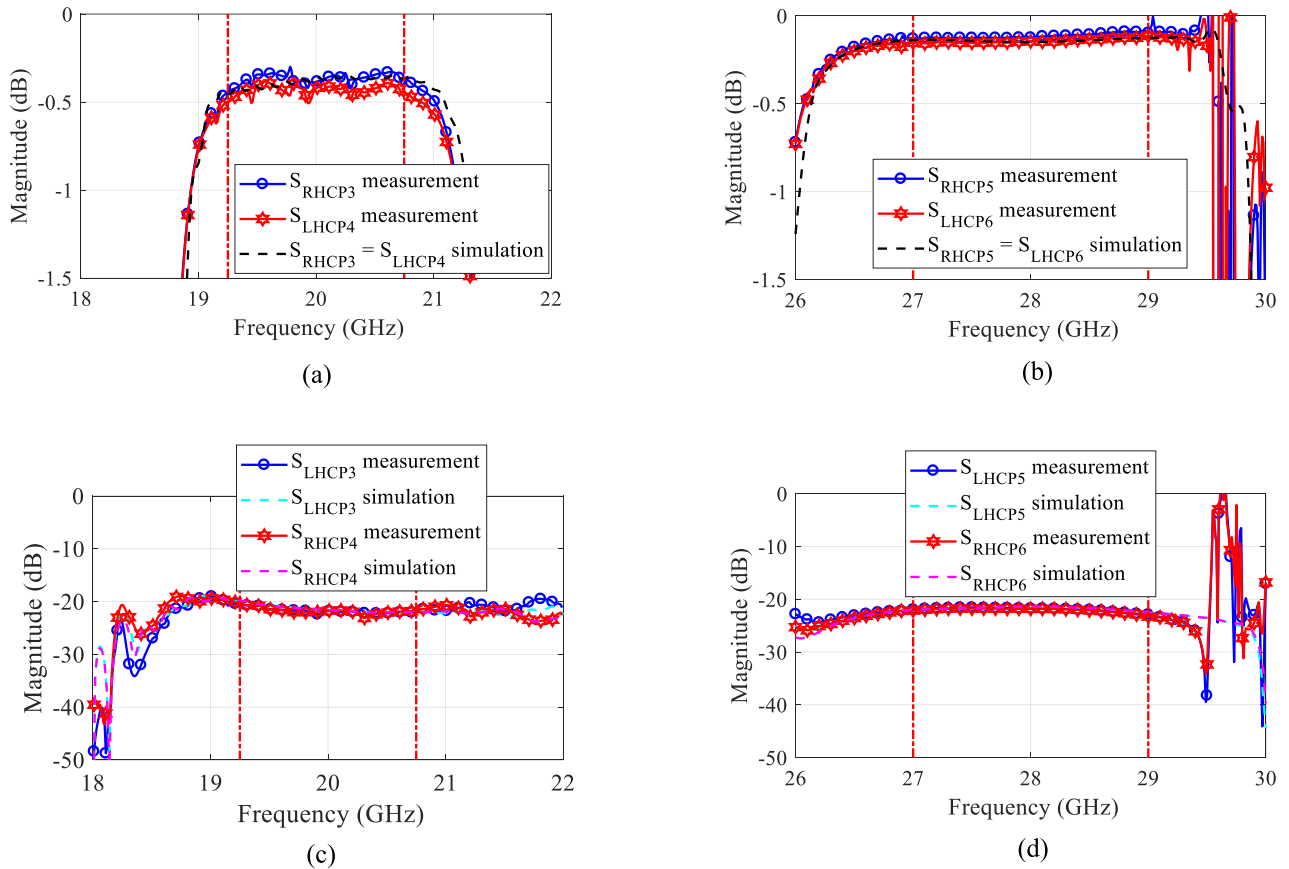 0
-0.5
-1
-1.5
Magnitude (dB)
S_RHCP3 measurement
S_LHCP4 measurement
S_RHCP3 = S_LHCP4 simulation
18 19 20 21 22
Frequency (GHz)
(a)
0
-0.5
-1
-1.5
Magnitude (dB)
S_RHCP5 measurement
S_LHCP6 measurement
S_RHCP5 = S_LHCP6 simulation
26 27 28 29 30
Frequency (GHz)
(b)
S_LHCP3 measurement
S_LHCP3 simulation
S_RHCP4 measurement
S_RHCP4 simulation
0
-10
-20
-30
-40
-50
Magnitude (dB)
18 19 20 21 22
Frequency (GHz)
(c)
S_LHCP5 measurement
S_LHCP5 simulation
S_RHCP6 measurement
S_RHCP6 simulation
0
-10
-20
-30
-40
-50
Magnitude (dB)
26 27 28 29 30
Frequency (GHz)
(d)